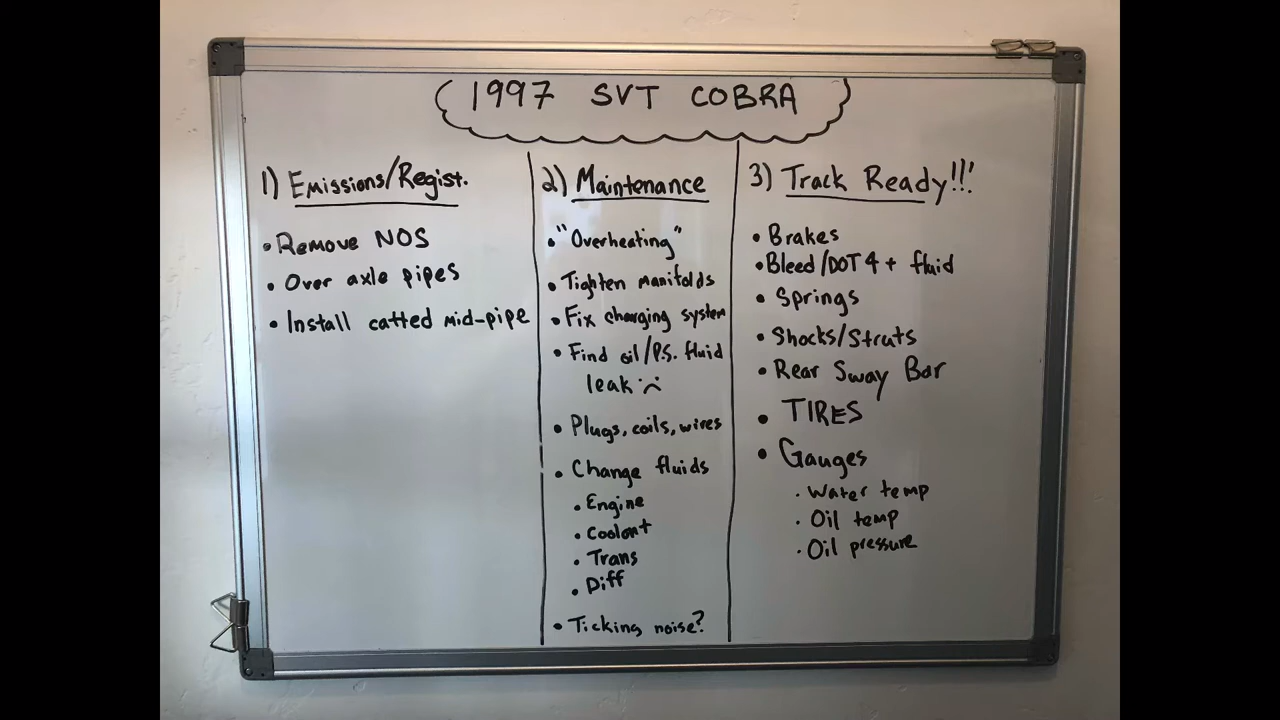 1997 SVT COBRA
1) Emissions/Regist.
• Remove NOS
• Over axle pipes
• Install catted mid-pipe
2) Maintenance
• "Overheating"
• Tighten manifolds
• Fix charging system
• Find oil/P.S. fluid
leak :(
• Plugs, coils, wires
• Change fluids
• Engine
• Coolant
• Trans
• Diff
• Ticking noise?
3) Track Ready!!!
• Brakes
• Bleed/DOT 4+ fluid
• Springs
• Shocks/Struts
• Rear Sway Bar
• TIRES
• Gauges
• Water temp
• Oil temp
• Oil pressure